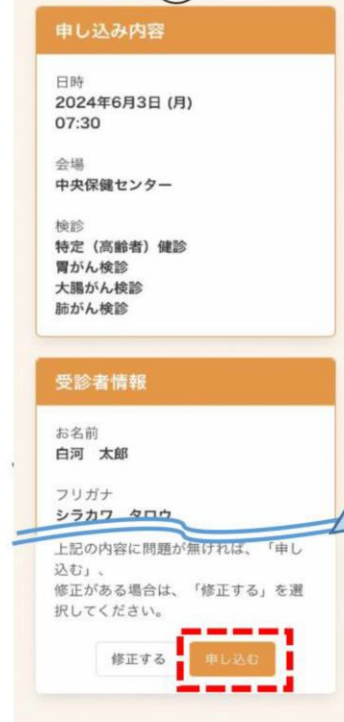 申し込み内容
日時
2024年6月3日 (月)
07:30
会場
中央保健センター
検診
特定（高齢者）健診
胃がん検診
大腸がん検診
肺がん検診
受診者情報
お名前
白河　太郎
フリガナ
シラカワ　タロウ
上記の内容に問題が無ければ、「申し
込む」、
修正がある場合は、「修正する」を選
択してください。
修正する
申し込む